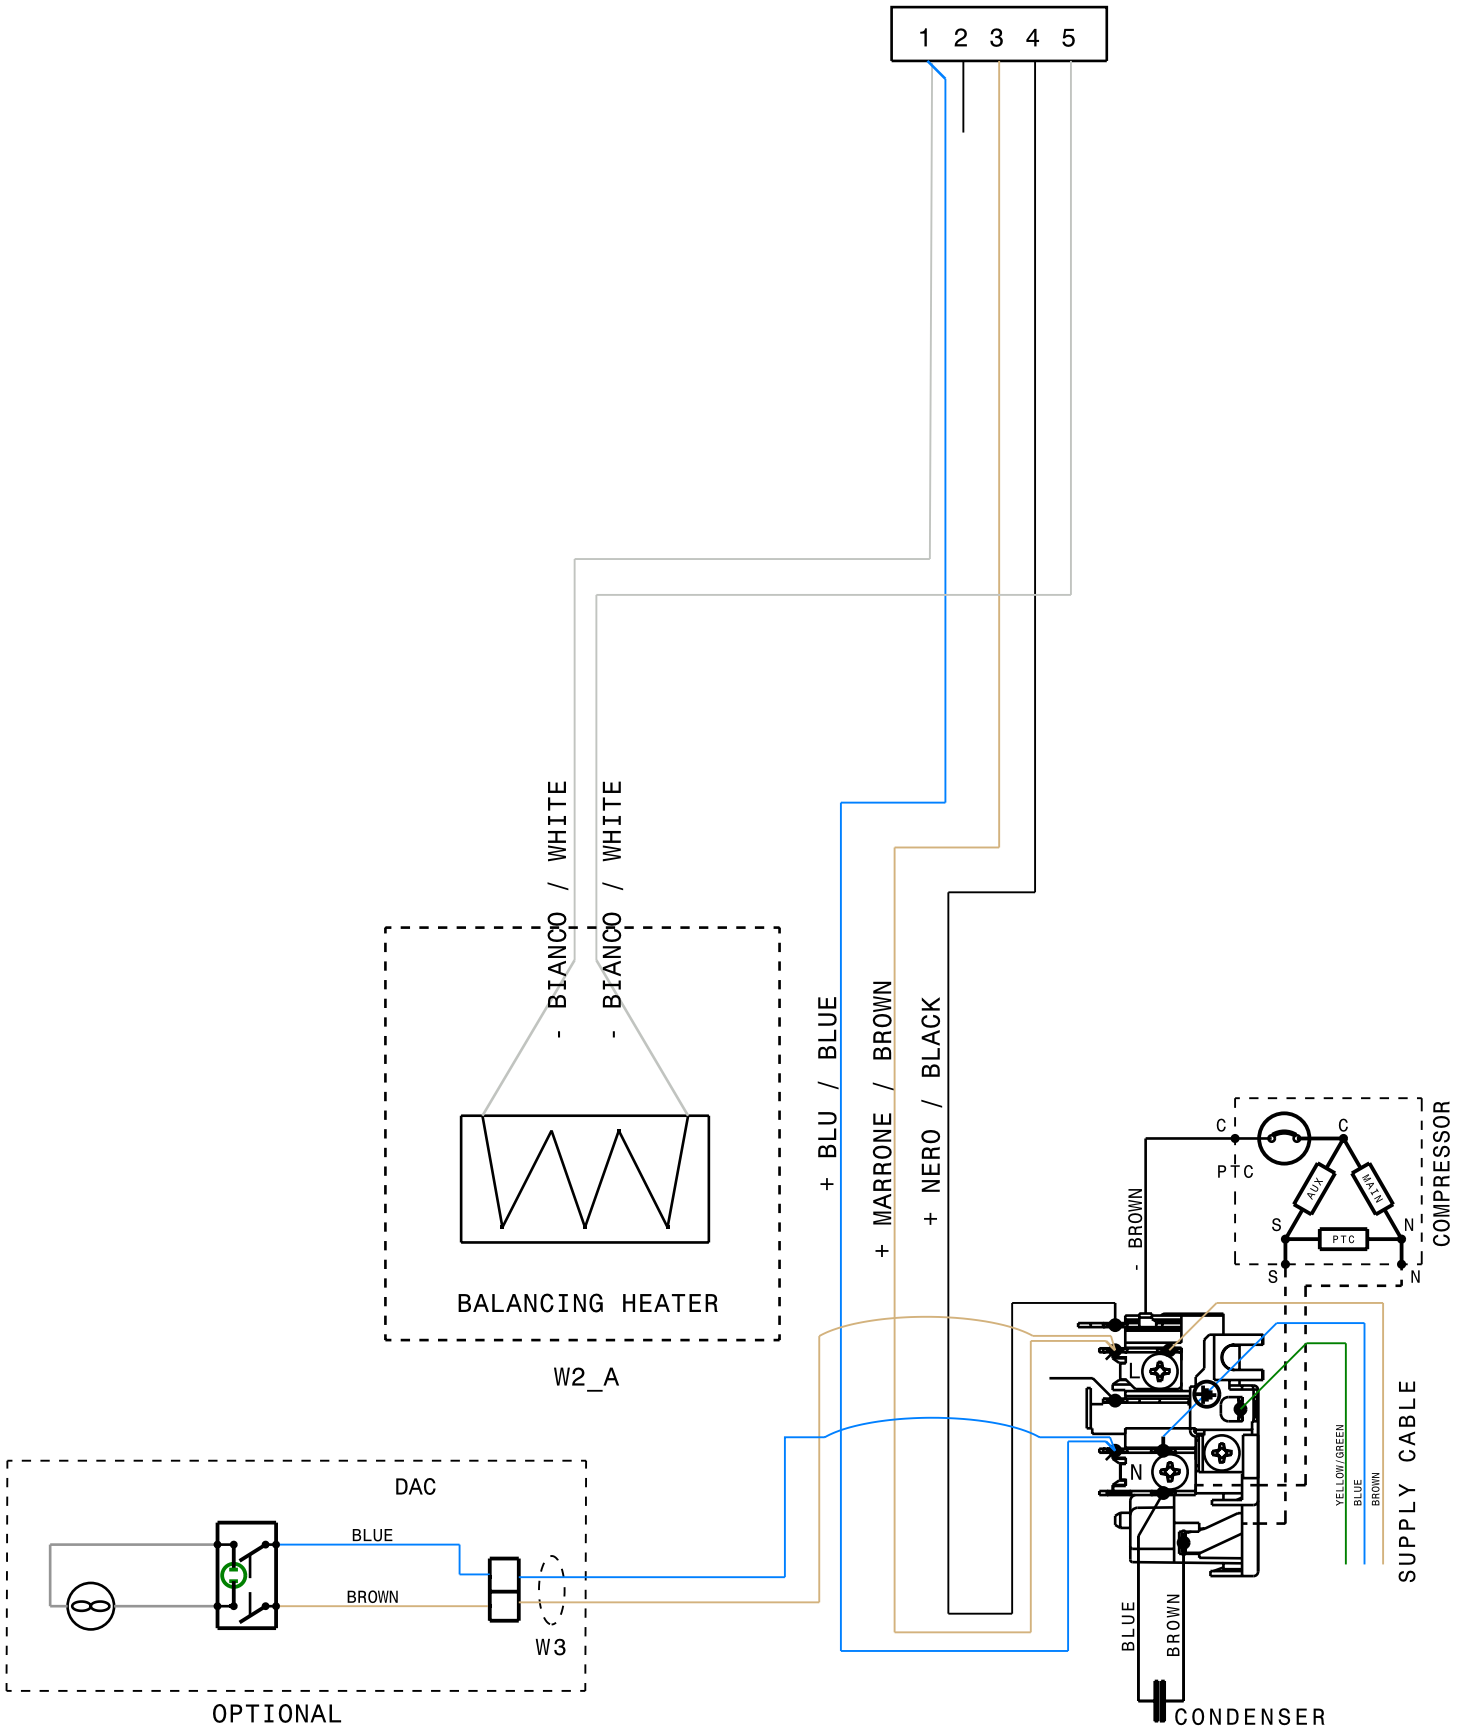 1 2 3 4 5
- BIANCO / WHITE
- BIANCO / WHITE
+ BLU / BLUE
+ MARRONE / BROWN
+ NERO / BLACK
BALANCING HEATER
W2_A
C
C
PTC
AUX
MAIN
S
PTC
N
S
N
COMPRESSOR
- BROWN
L
N
YELLOW/GREEN
BLUE
BROWN
SUPPLY CABLE
DAC
BLUE
BROWN
W3
OPTIONAL
BLUE
BROWN
CONDENSER